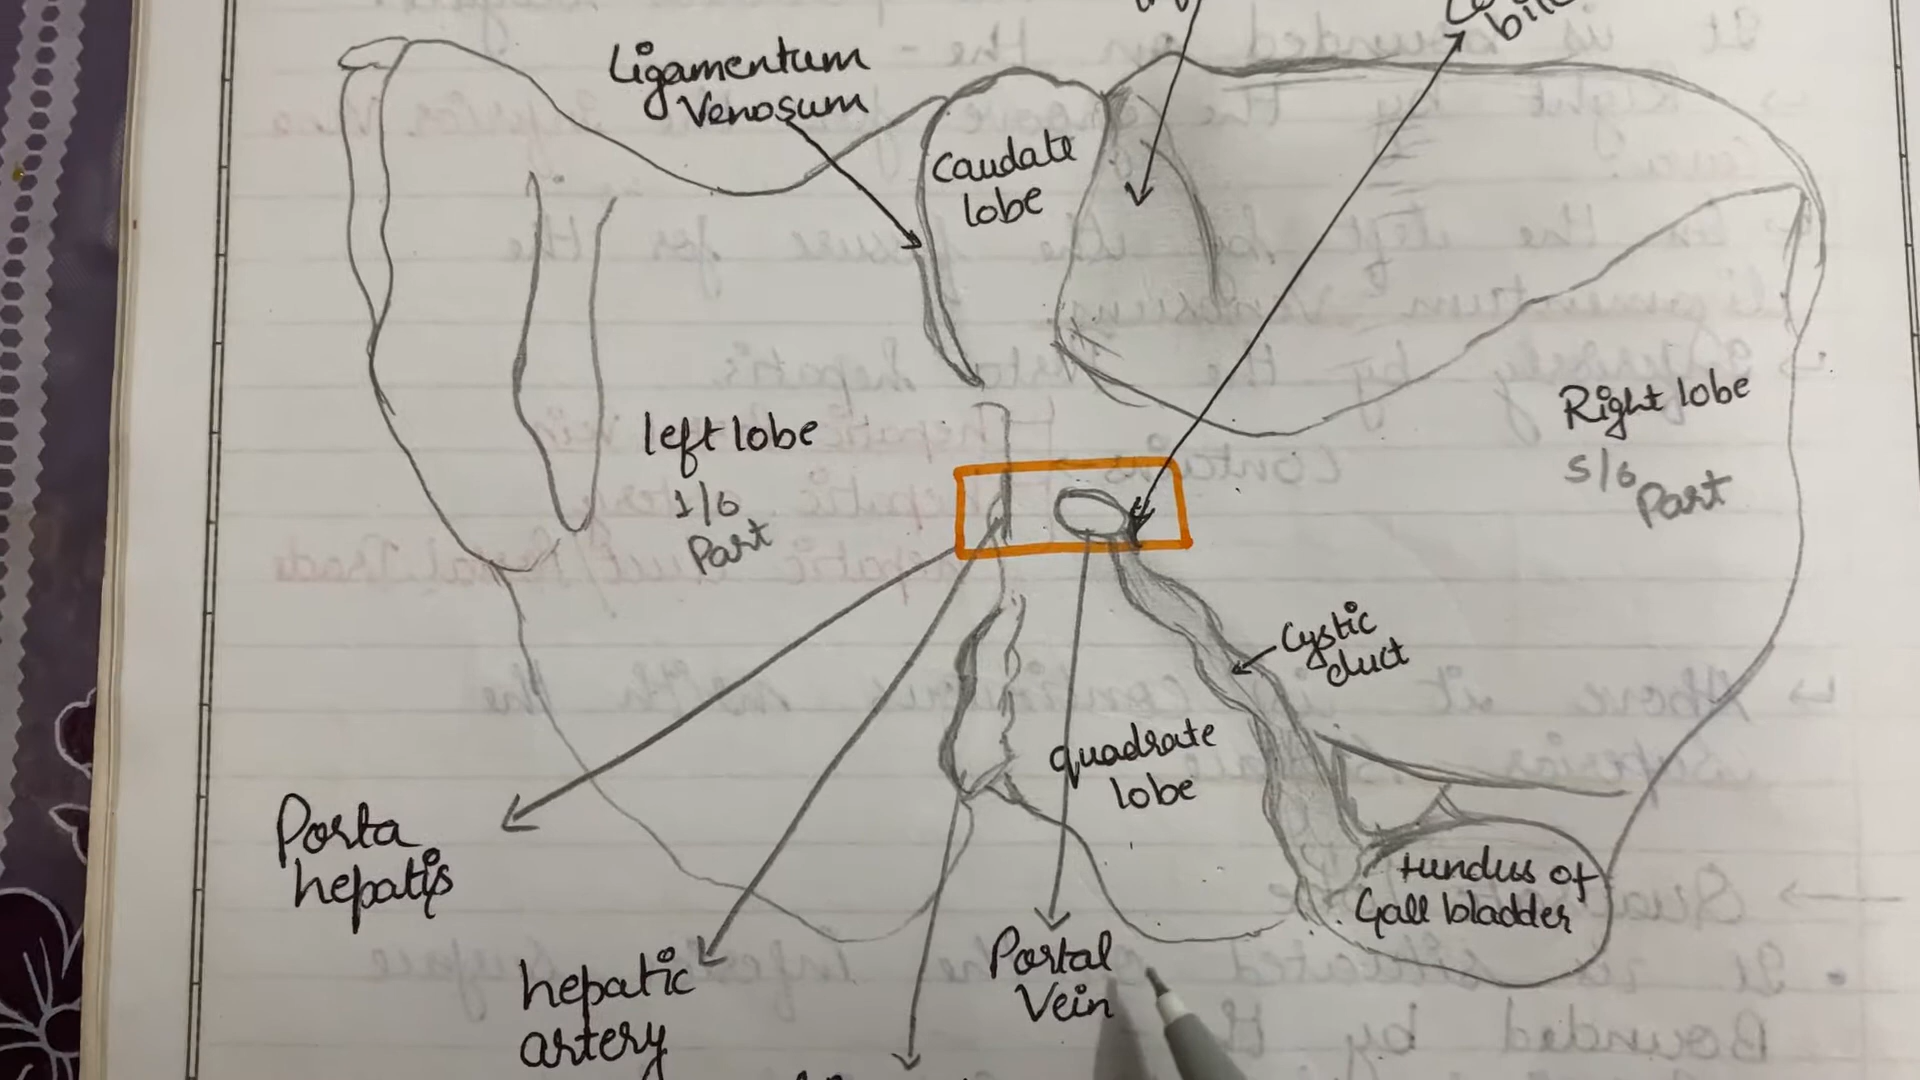 Ligamentum
Venosum
bile
Caudate
lobe
left lobe
1/6
Part
Right lobe
5/6
Part
Cystic
duct
quadrate
lobe
Porta
hepatis
fundus of
Gall bladder
Portal
Vein
hepatic
artery